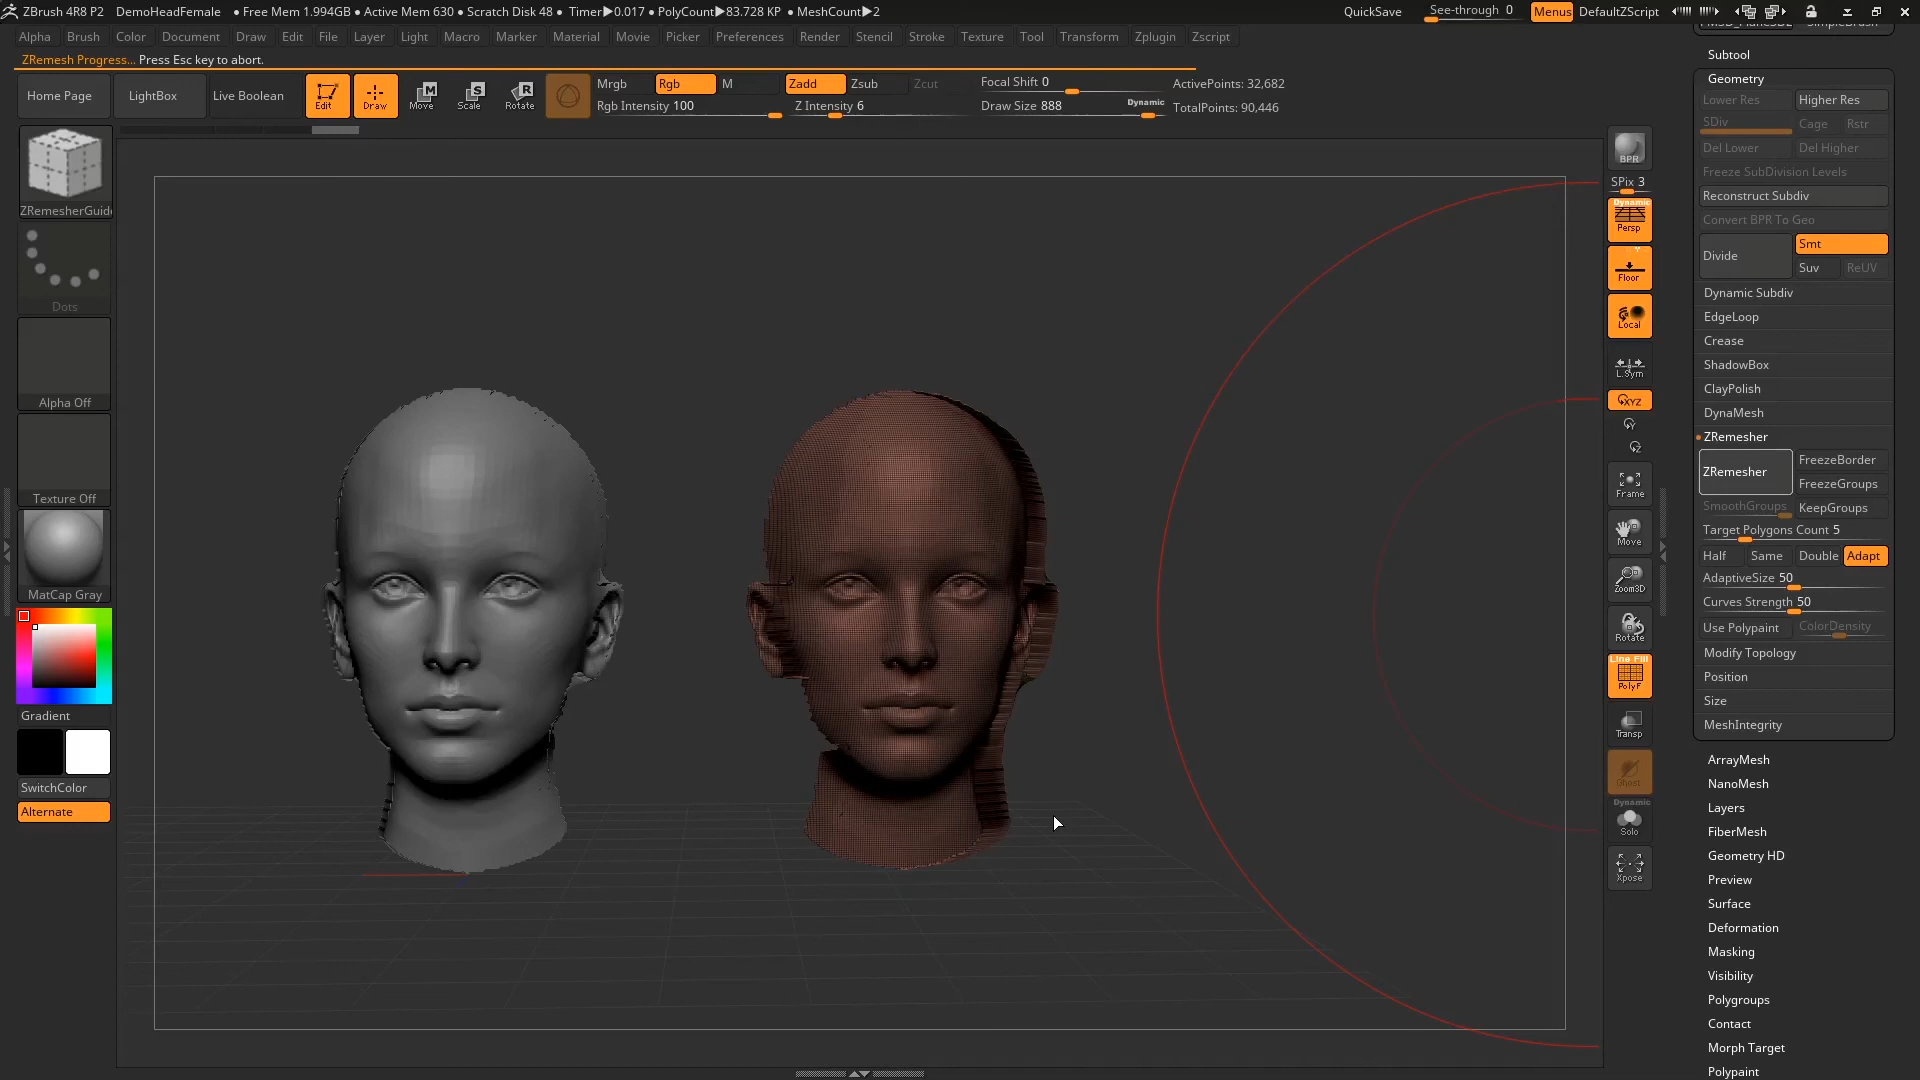 ZBrush 4R8 P2 DemoHeadFemale • Free Mem 1.994GB • Active Mem 630 • Scratch Disk 48 • Timer▶0.017 • PolyCount▶83.728 KP • MeshCount▶2 QuickSave See-through 0 Menus DefaultZScript
Alpha Brush Color Document Draw Edit File Layer Light Macro Marker Material Movie Picker Preferences Render Stencil Stroke Texture Tool Transform Zplugin Zscript
ZRemesh Progress... Press Esc key to abort.
Home Page LightBox Live Boolean Edit Draw Move Scale Rotate
Mrgb Rgb M Zadd Zsub Zcut Focal Shift 0 ActivePoints: 32,682
Rgb Intensity 100 Z Intensity 6 Draw Size 888 Dynamic TotalPoints: 90,446
ZRemesherGuid
Dots
Alpha Off
Texture Off
MatCap Gray
Gradient
SwitchColor
Alternate
BPR
SPix 3
Dynamic
Persp
Floor
Local
L.Sym
XYZ
Y
Z
Frame
Move
Zoom3D
Rotate
Line Fill
PolyF
Transp
Ghost
Dynamic
Solo
Xpose
Subtool
Geometry
Lower Res Higher Res
SDiv Cage Rstr
Del Lower Del Higher
Freeze SubDivision Levels
Reconstruct Subdiv
Convert BPR To Geo
Divide Smt
Suv ReUV
Dynamic Subdiv
EdgeLoop
Crease
ShadowBox
ClayPolish
DynaMesh
ZRemesher
ZRemesher FreezeBorder
FreezeGroups
SmoothGroups KeepGroups
Target Polygons Count 5
Half Same Double Adapt
AdaptiveSize 50
Curves Strength 50
Use Polypaint ColorDensity
Modify Topology
Position
Size
MeshIntegrity
ArrayMesh
NanoMesh
Layers
FiberMesh
Geometry HD
Preview
Surface
Deformation
Masking
Visibility
Polygroups
Contact
Morph Target
Polypaint